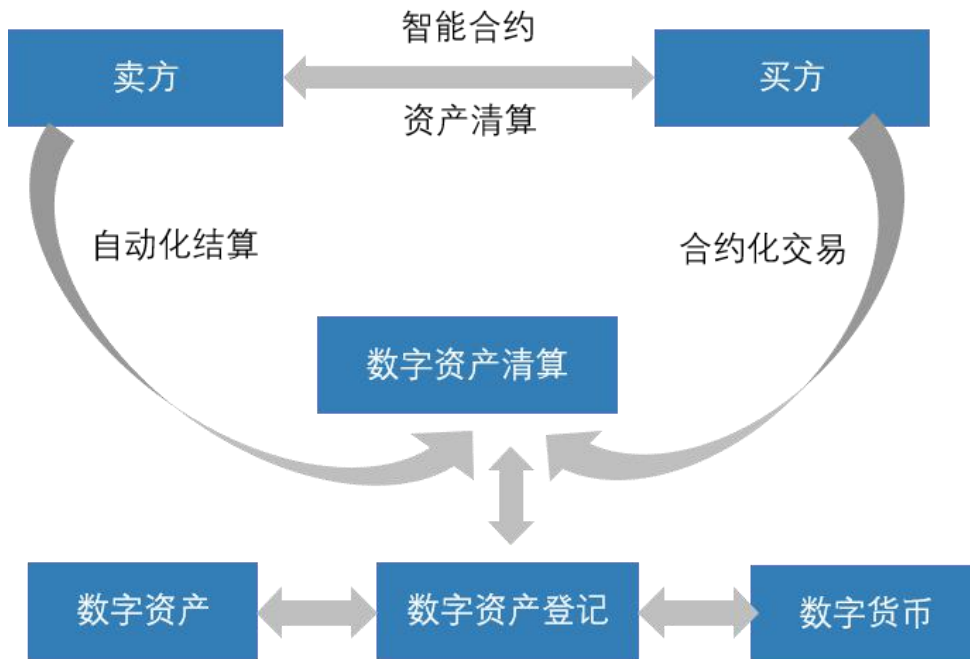 智能合约
卖方
买方
资产清算
自动化结算
合约化交易
数字资产清算
数字资产
数字资产登记
数字货币